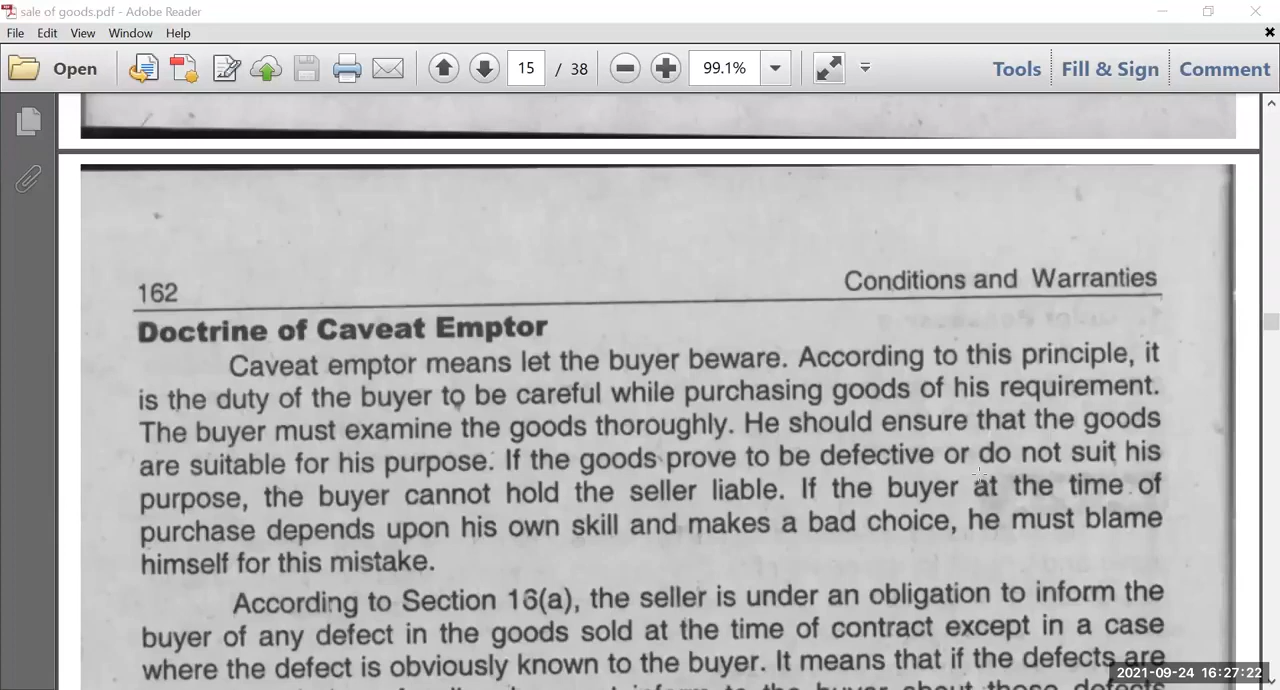 sale of goods.pdf - Adobe Reader
File Edit View Window Help
Open 15 / 38 99.1% Tools Fill & Sign Comment
162 Conditions and Warranties
Doctrine of Caveat Emptor
Caveat emptor means let the buyer beware. According to this principle, it
is the duty of the buyer to be careful while purchasing goods of his requirement.
The buyer must examine the goods thoroughly. He should ensure that the goods
are suitable for his purpose. If the goods prove to be defective or do not suit his
purpose, the buyer cannot hold the seller liable. If the buyer at the time of
purchase depends upon his own skill and makes a bad choice, he must blame
himself for this mistake.
According to Section 16(a), the seller is under an obligation to inform the
buyer of any defect in the goods sold at the time of contract except in a case
where the defect is obviously known to the buyer. It means that if the defects are
2021-09-24 16:27:22